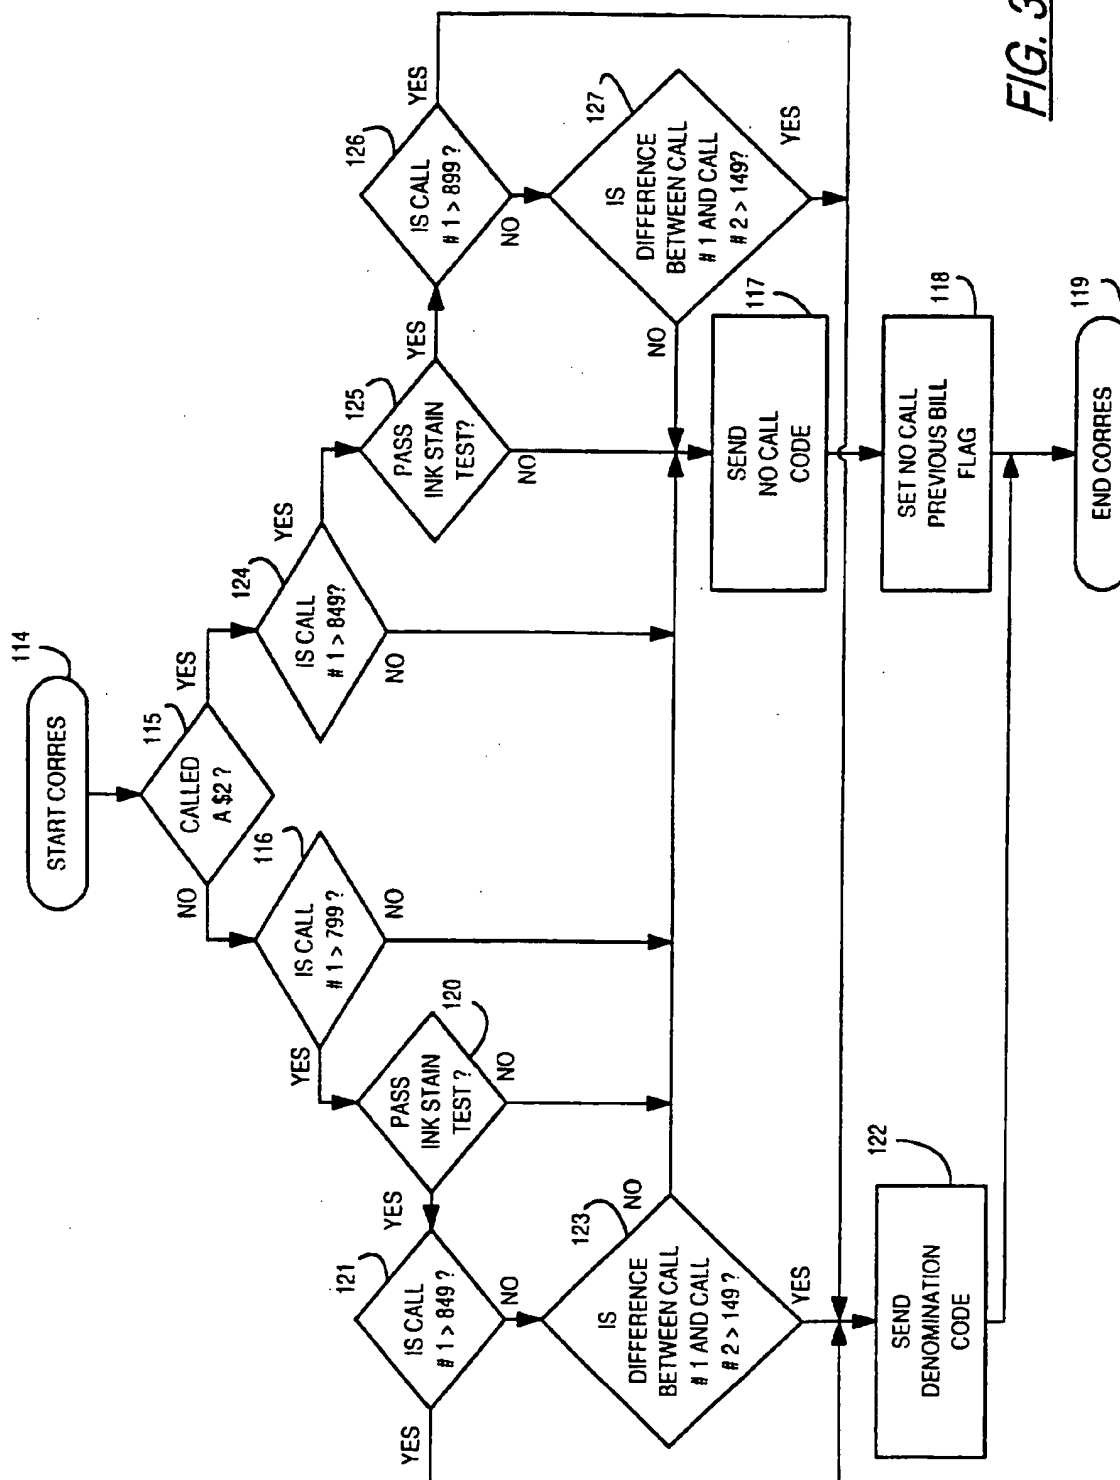 START CORRES
114
CALLED
A $2 ?
115
NO
YES
IS CALL
# 1 > 799 ?
116
YES
NO
IS CALL
# 1 > 849?
124
YES
NO
PASS
INK STAIN
TEST ?
120
YES
NO
PASS
INK STAIN
TEST?
125
YES
NO
IS CALL
# 1 > 849 ?
121
YES
NO
IS CALL
# 1 > 899 ?
126
YES
NO
IS
DIFFERENCE
BETWEEN CALL
# 1 AND CALL
# 2 > 149 ?
123
NO
YES
IS
DIFFERENCE
BETWEEN CALL
# 1 AND CALL
# 2 > 149?
127
NO
YES
SEND
NO CALL
CODE
117
SEND
DENOMINATION
CODE
122
SET NO CALL
PREVIOUS BILL
FLAG
118
END CORRES
119
FIG. 3